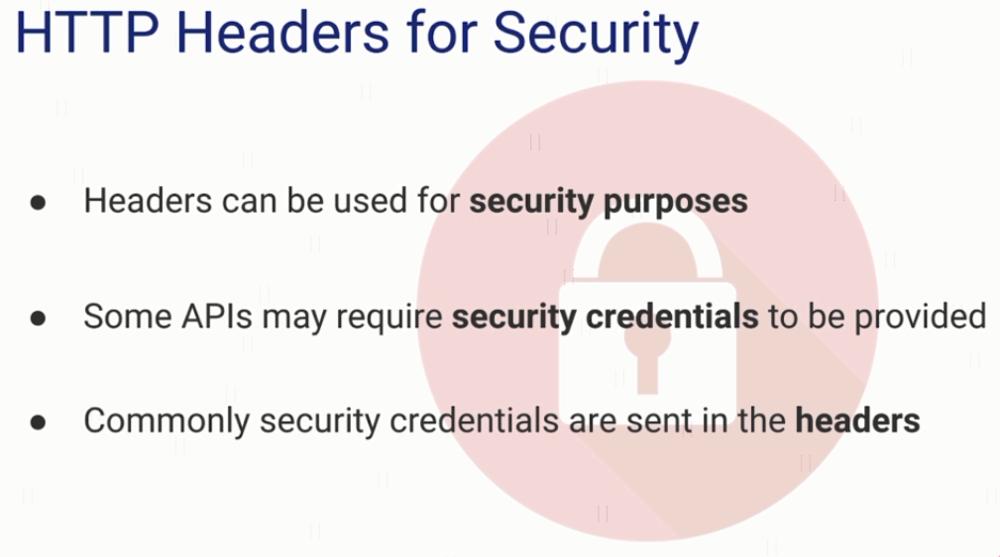 HTTP Headers for Security
● Headers can be used for security purposes
● Some APIs may require security credentials to be provided
● Commonly security credentials are sent in the headers